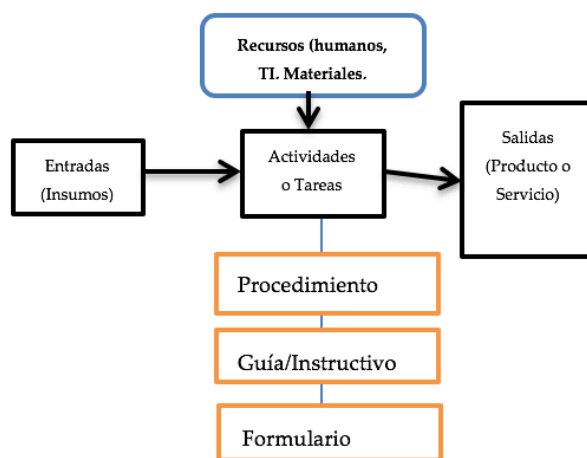 Recursos (humanos,
TI. Materiales.
Entradas
(Insumos)
Actividades
o Tareas
Salidas
(Producto o
Servicio)
Procedimiento
Guía/Instructivo
Formulario